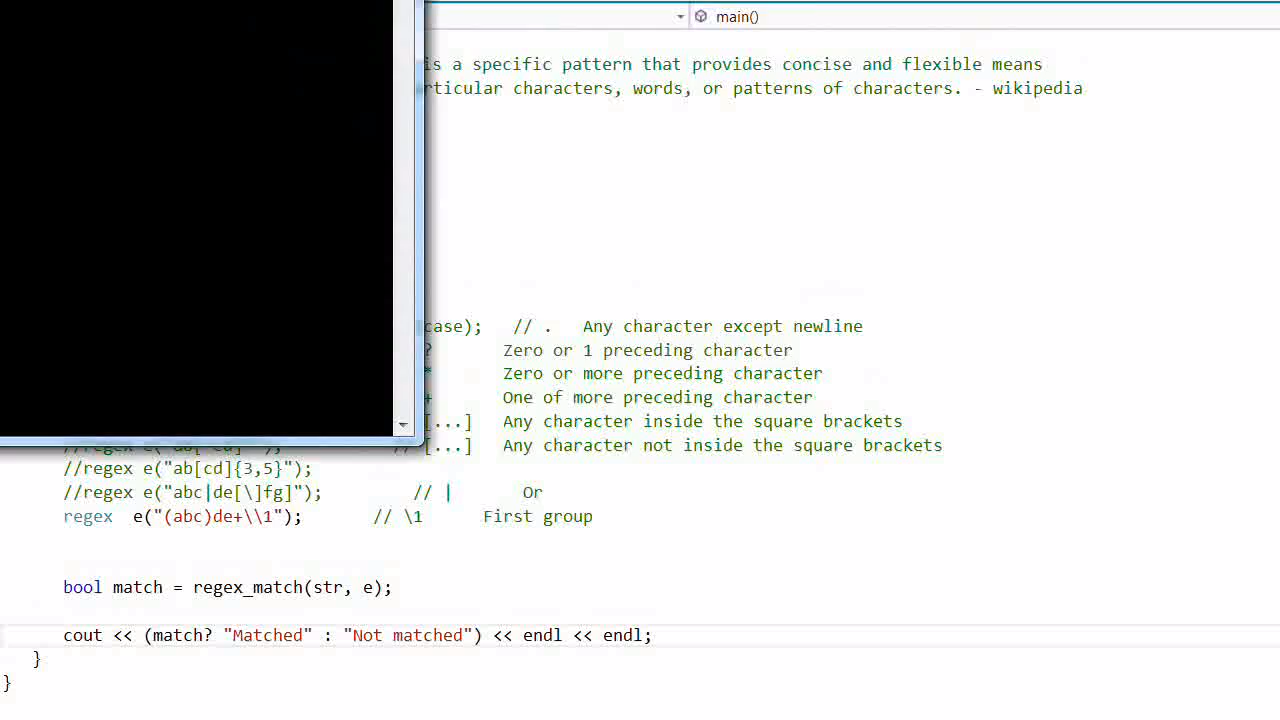 main()
is a specific pattern that provides concise and flexible means
rticular characters, words, or patterns of characters. - wikipedia
case);   // .   Any character except newline
?       Zero or 1 preceding character
*       Zero or more preceding character
+       One of more preceding character
[...]   Any character inside the square brackets
// [...]   Any character not inside the square brackets
//regex e("ab[cd]{3,5}");
//regex e("abc|de[\]fg]");         // |       Or
regex  e("(abc)de+\\1");       // \1      First group
bool match = regex_match(str, e);
cout << (match? "Matched" : "Not matched") << endl << endl;
}
}